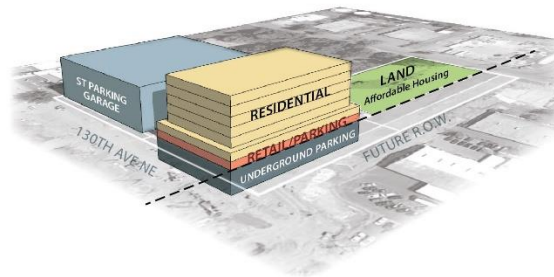 ST PARKING
GARAGE
RESIDENTIAL
LAND
Affordable Housing
RETAIL/PARKING
UNDERGROUND PARKING
130TH AVE NE
FUTURE R.O.W.